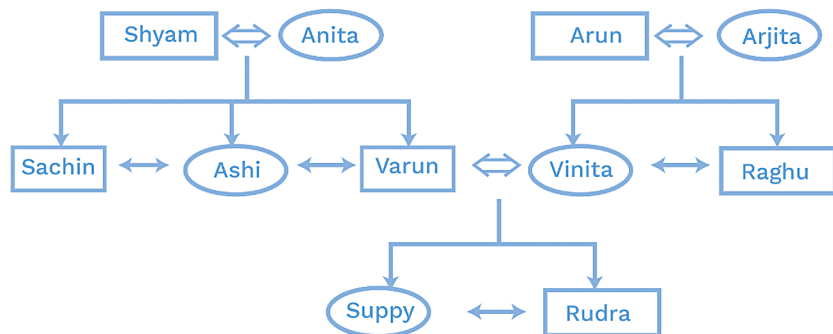 Shyam
Anita
Arun
Arjita
Sachin
Ashi
Varun
Vinita
Raghu
Suppy
Rudra